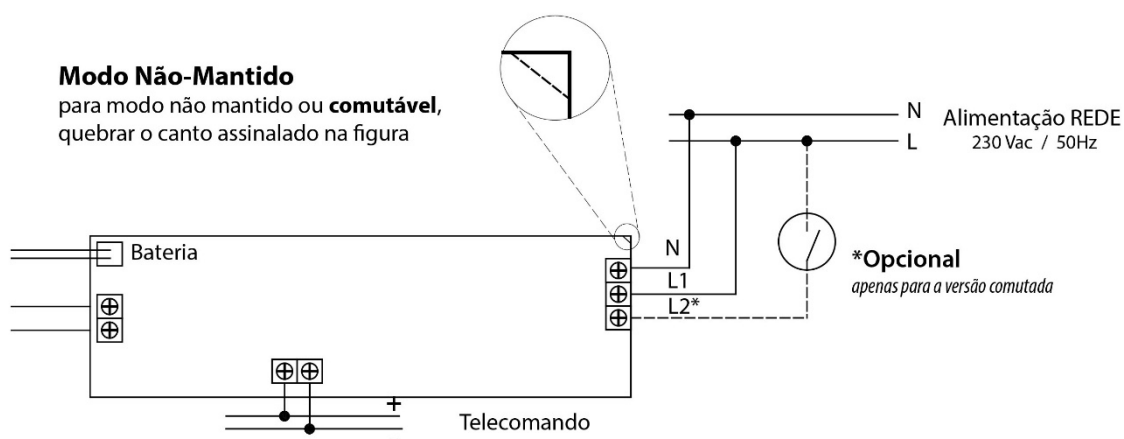 Modo Não-Mantido
para modo não mantido ou comutável,
quebrar o canto assinalado na figura
N
Alimentação REDE
L
230 Vac / 50Hz
Bateria
N
L1
L2*
*Opcional
apenas para a versão comutada
+
Telecomando